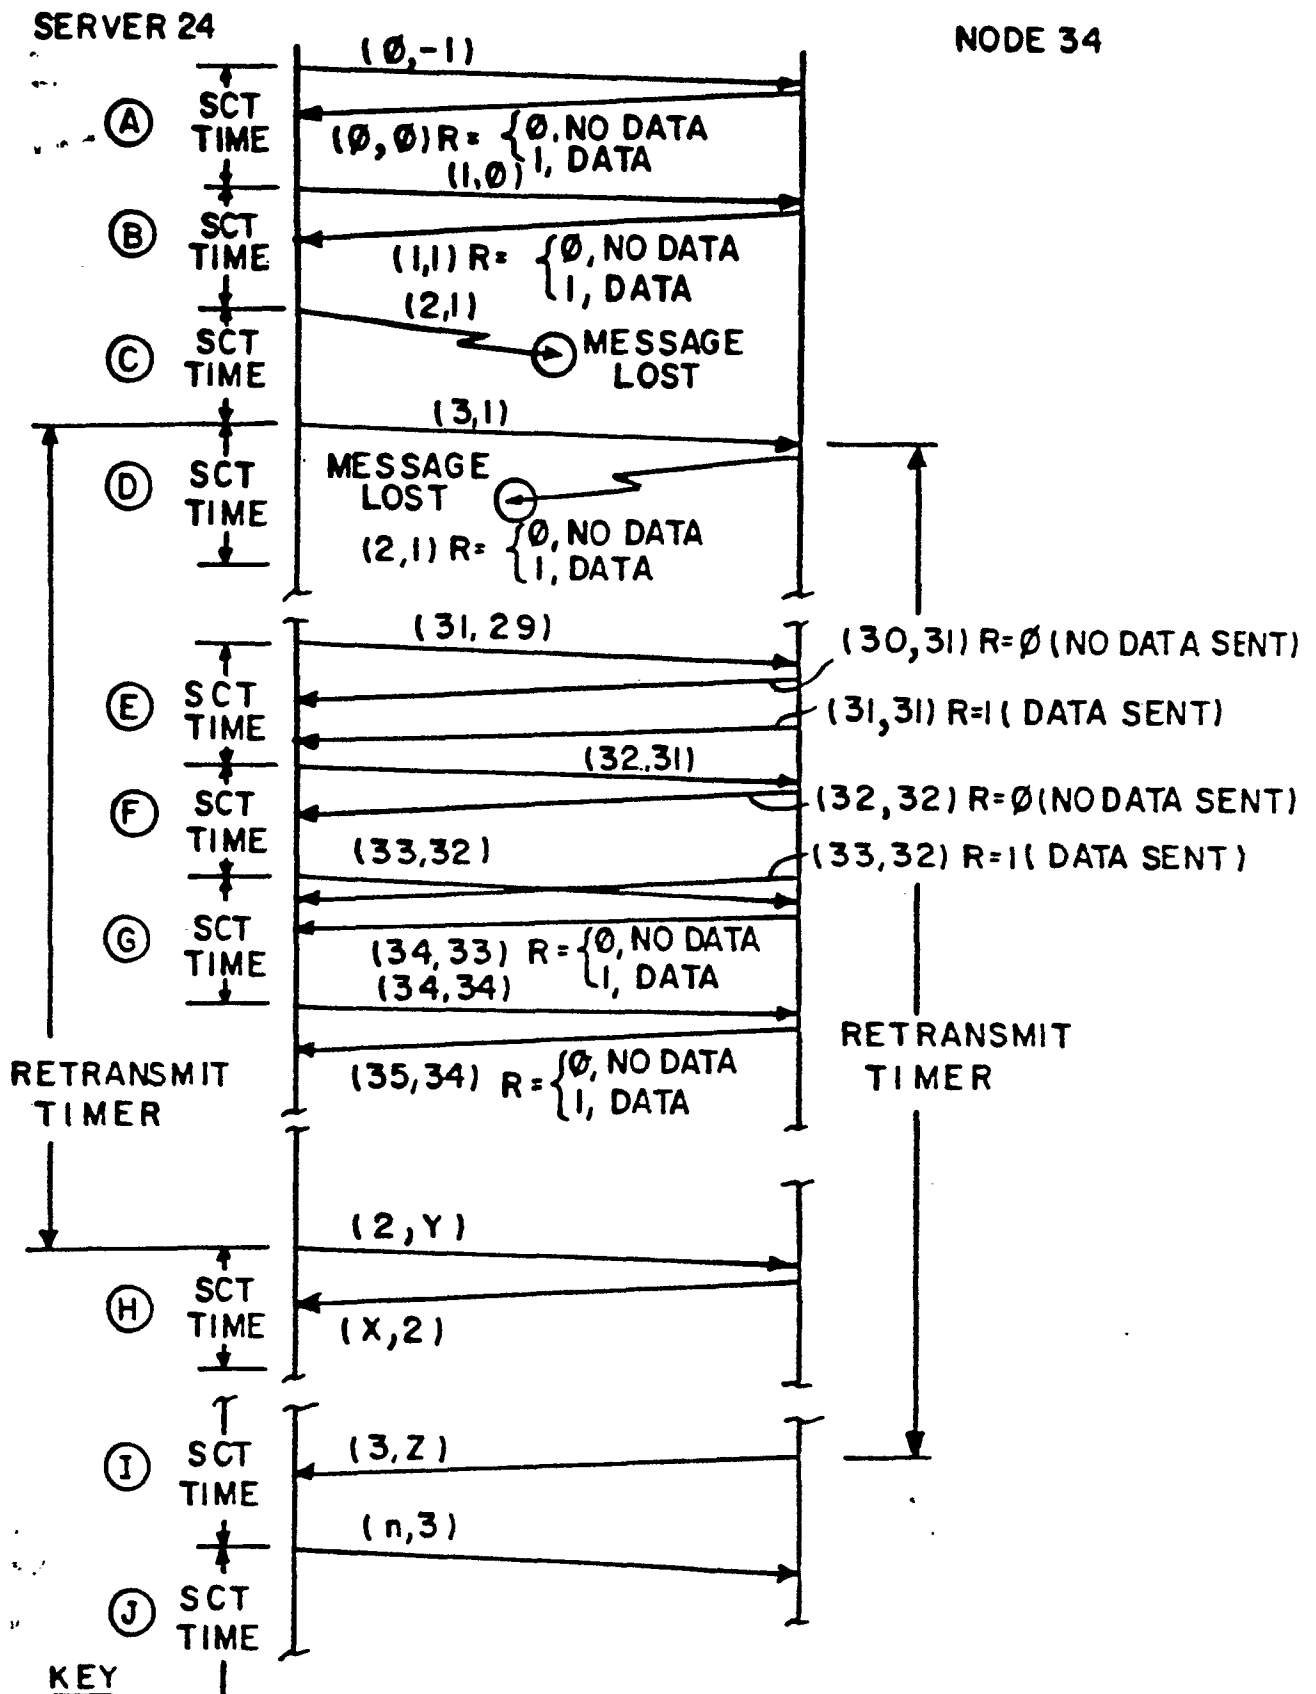 SERVER 24
NODE 34
(Ø,-1)
A
SCT
TIME
(Ø,Ø) R= {Ø, NO DATA
1, DATA
(1,Ø)
B
SCT
TIME
(1,1) R= {Ø, NO DATA
1, DATA
(2,1)
C
SCT
TIME
MESSAGE
LOST
(3,1)
D
SCT
TIME
MESSAGE
LOST
(2,1) R= {Ø, NO DATA
1, DATA
(31,29)
(30,31) R=Ø (NO DATA SENT)
E
SCT
TIME
(31,31) R=1 ( DATA SENT)
(32,31)
F
SCT
TIME
(32,32) R=Ø (NO DATA SENT)
(33,32)
(33,32) R=1 ( DATA SENT)
G
SCT
TIME
(34,33) R= {Ø, NO DATA
1, DATA
(34,34)
RETRANSMIT
TIMER
RETRANSMIT
TIMER
(35,34) R= {Ø, NO DATA
1, DATA
(2,Y)
H
SCT
TIME
(X,2)
I
SCT
TIME
(3,Z)
(n,3)
J
SCT
TIME
KEY